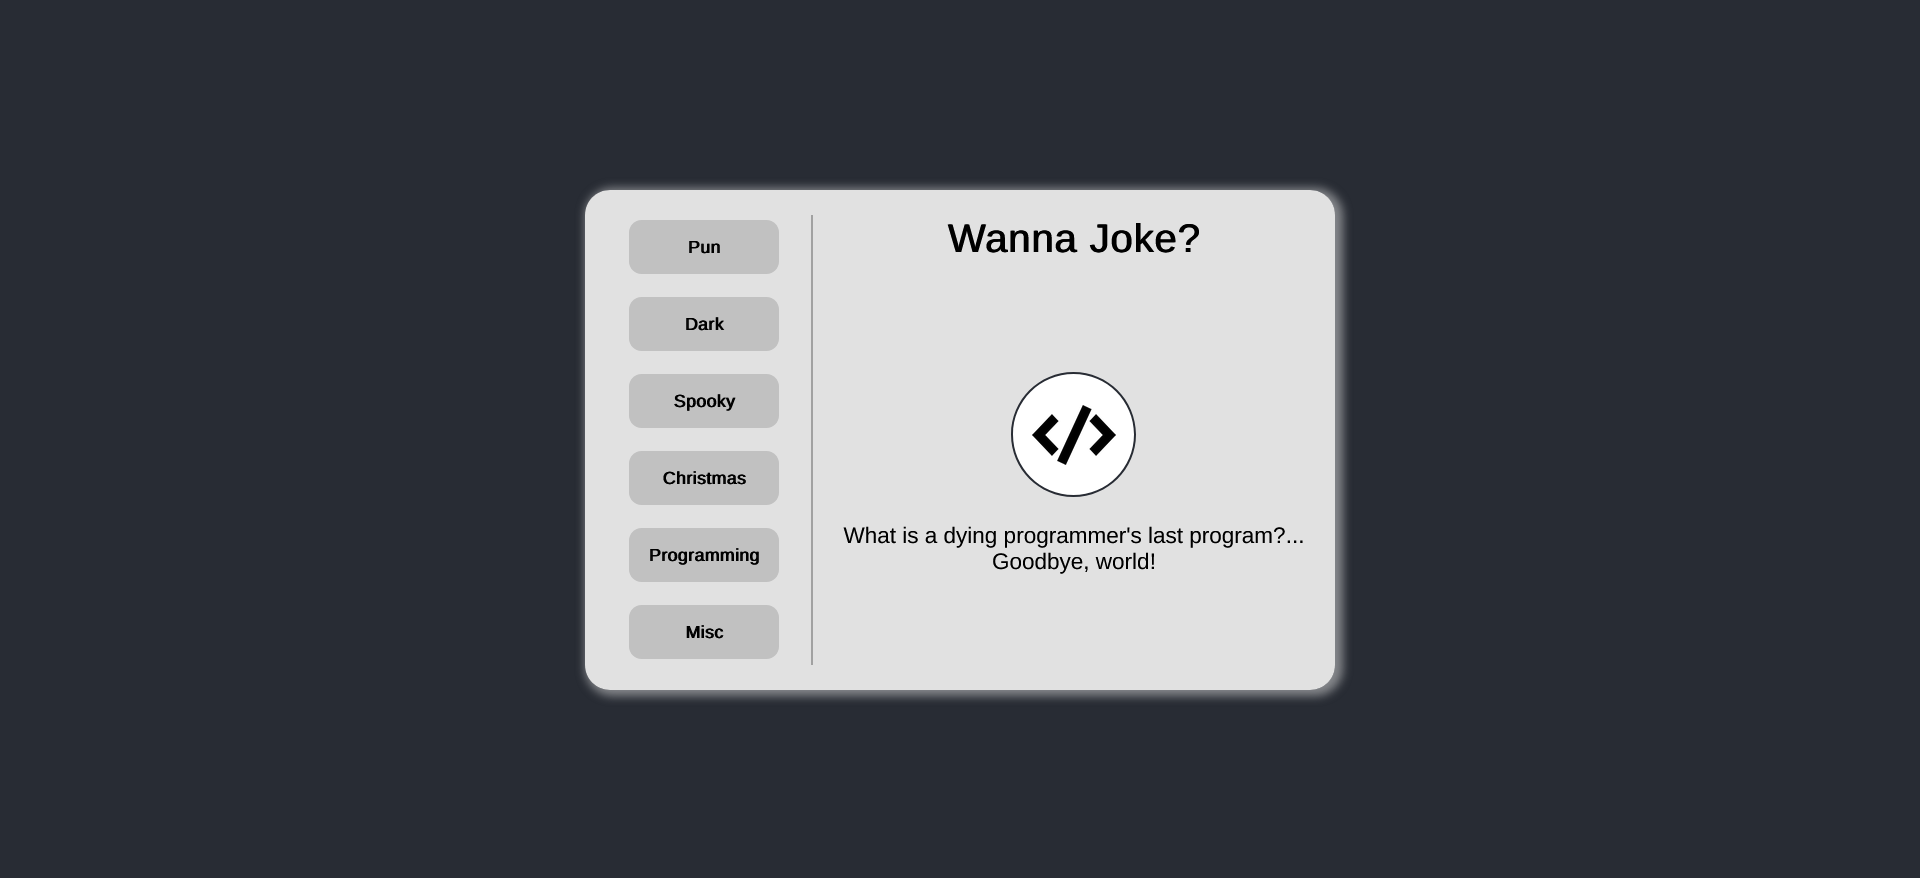 Pun
Dark
Spooky
Christmas
Programming
Misc
Wanna Joke?
</>
What is a dying programmer's last program?...
Goodbye, world!